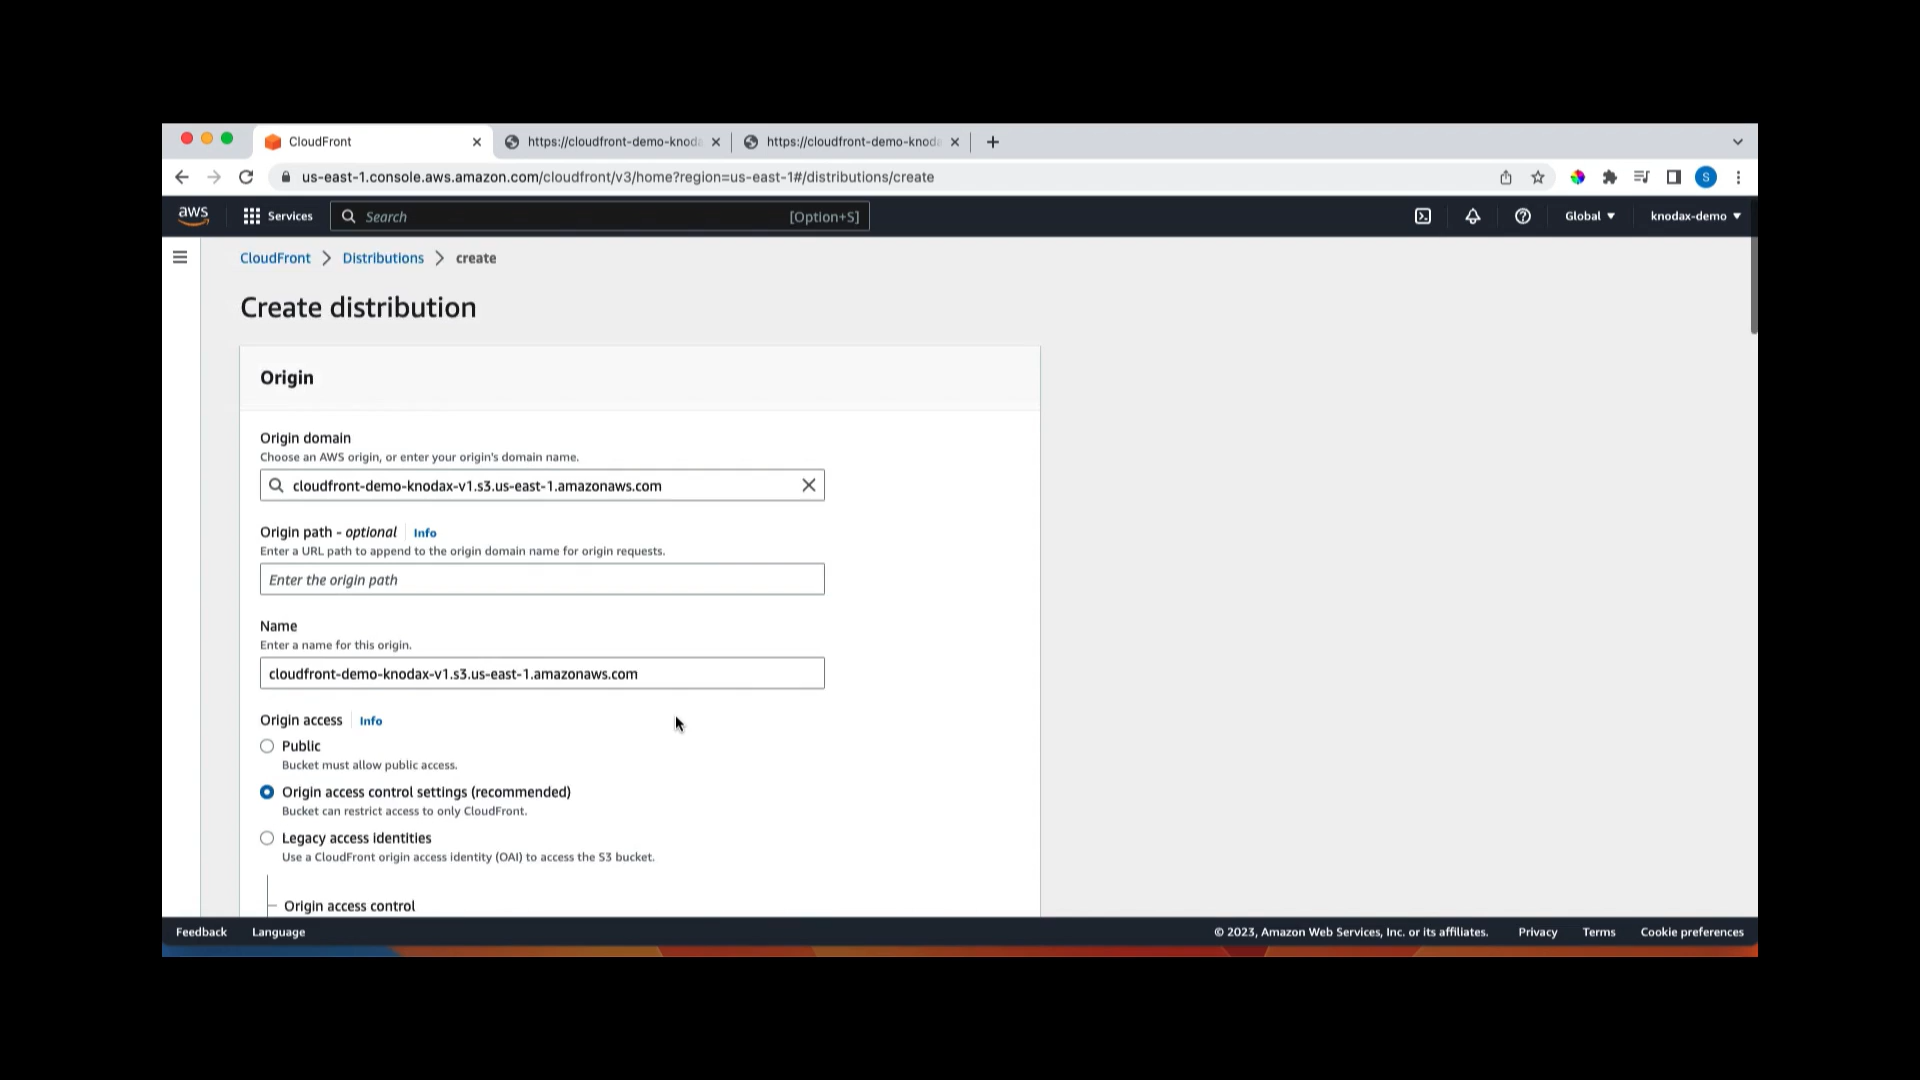 CloudFront
https://cloudfront-demo-knod
https://cloudfront-demo-knod
us-east-1.console.aws.amazon.com/cloudfront/v3/home?region=us-east-1#/distributions/create
S
aws
Services
Search
[Option+S]
Global
knodax-demo
CloudFront
Distributions
create
Create distribution
Origin
Origin domain
Choose an AWS origin, or enter your origin's domain name.
cloudfront-demo-knodax-v1.s3.us-east-1.amazonaws.com
Origin path - optional Info
Enter a URL path to append to the origin domain name for origin requests.
Enter the origin path
Name
Enter a name for this origin.
cloudfront-demo-knodax-v1.s3.us-east-1.amazonaws.com
Origin access Info
Public
Bucket must allow public access.
Origin access control settings (recommended)
Bucket can restrict access to only CloudFront.
Legacy access identities
Use a CloudFront origin access identity (OAI) to access the S3 bucket.
Origin access control
Feedback
Language
© 2023, Amazon Web Services, Inc. or its affiliates.
Privacy
Terms
Cookie preferences